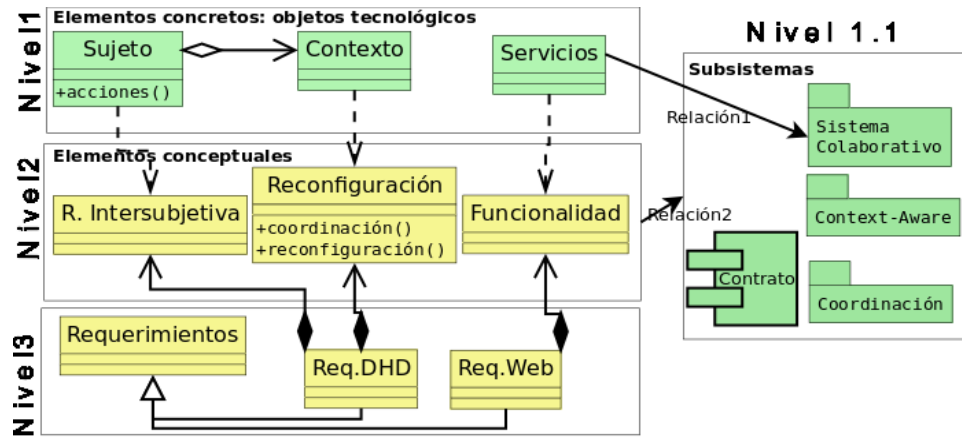 Nivel1
Elementos concretos: objetos tecnológicos
Sujeto
+acciones()
Contexto
Servicios
Nivel 1.1
Subsistemas
Relación1
Sistema
Colaborativo
Context-Aware
Contrato
Coordinación
Nivel2
Elementos conceptuales
R. Intersubjetiva
Reconfiguración
+coordinación()
+reconfiguración()
Funcionalidad
Relación2
Nivel3
Requerimientos
Req.DHD
Req.Web